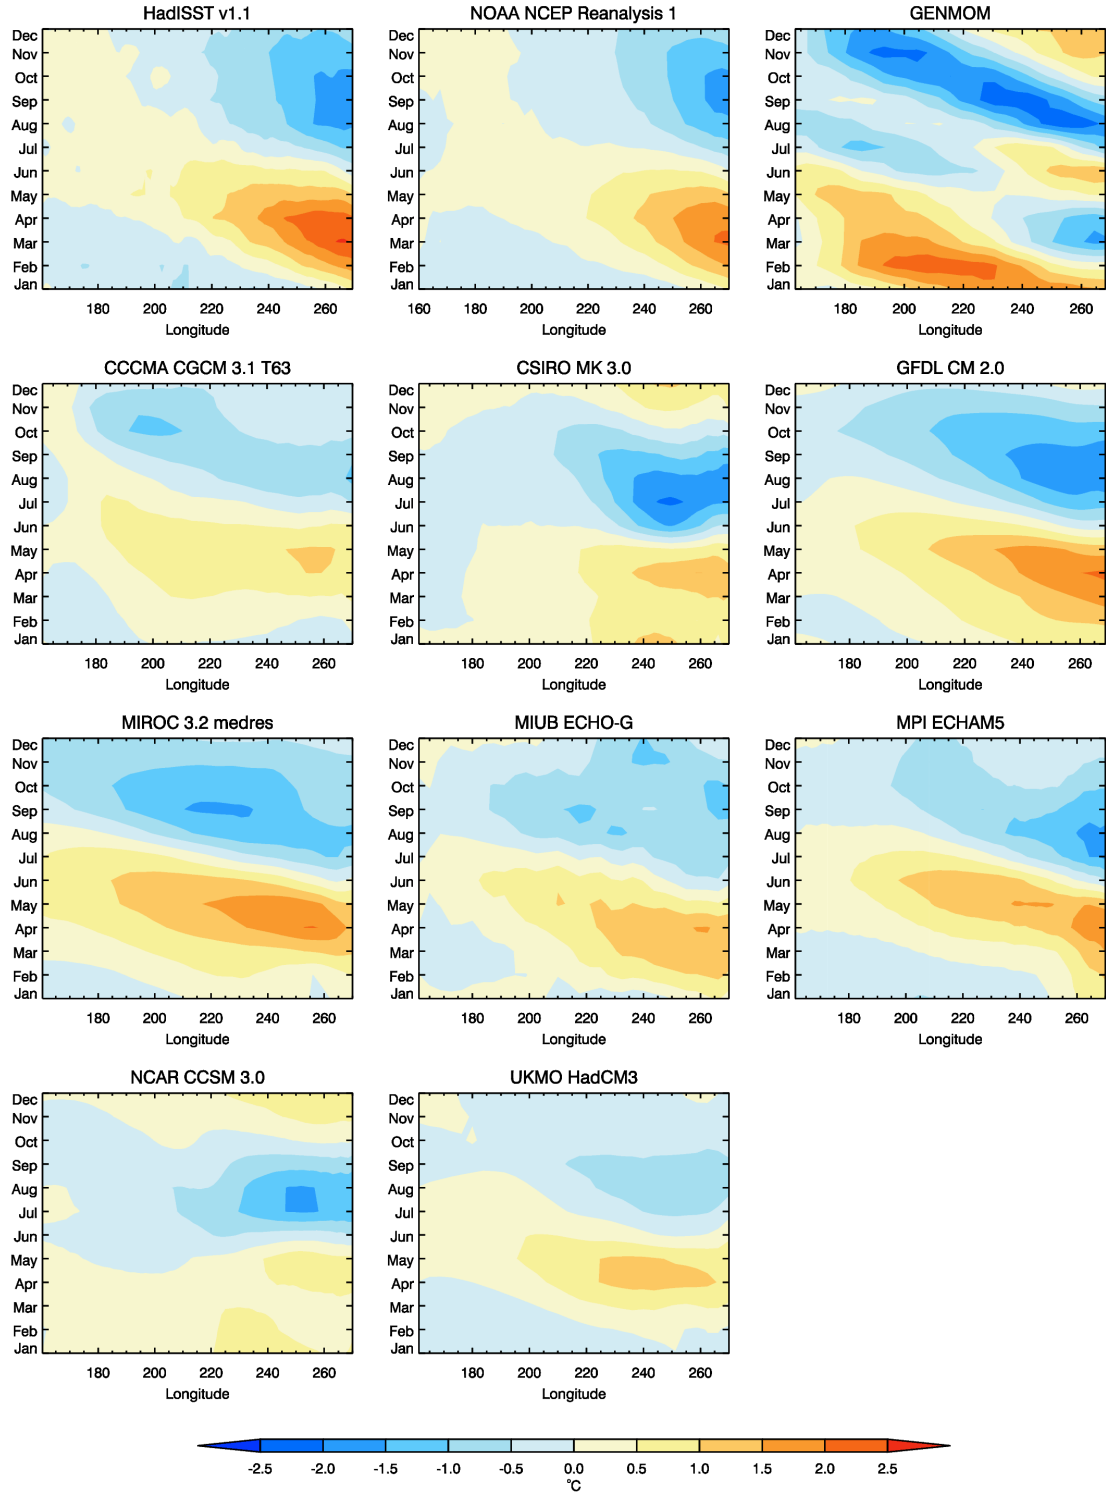 HadISST v1.1
NOAA NCEP Reanalysis 1
GENMOM
Dec
Nov
Oct
Sep
Aug
Jul
Jun
May
Apr
Mar
Feb
Jan
180 200 220 240 260
Longitude
Dec
Nov
Oct
Sep
Aug
Jul
Jun
May
Apr
Mar
Feb
Jan
160 180 200 220 240 260
Longitude
Dec
Nov
Oct
Sep
Aug
Jul
Jun
May
Apr
Mar
Feb
Jan
180 200 220 240 260
Longitude
CCCMA CGCM 3.1 T63
CSIRO MK 3.0
GFDL CM 2.0
Dec
Nov
Oct
Sep
Aug
Jul
Jun
May
Apr
Mar
Feb
Jan
180 200 220 240 260
Longitude
Dec
Nov
Oct
Sep
Aug
Jul
Jun
May
Apr
Mar
Feb
Jan
180 200 220 240 260
Longitude
Dec
Nov
Oct
Sep
Aug
Jul
Jun
May
Apr
Mar
Feb
Jan
180 200 220 240 260
Longitude
MIROC 3.2 medres
MIUB ECHO-G
MPI ECHAM5
Dec
Nov
Oct
Sep
Aug
Jul
Jun
May
Apr
Mar
Feb
Jan
180 200 220 240 260
Longitude
Dec
Nov
Oct
Sep
Aug
Jul
Jun
May
Apr
Mar
Feb
Jan
180 200 220 240 260
Longitude
Dec
Nov
Oct
Sep
Aug
Jul
Jun
May
Apr
Mar
Feb
Jan
180 200 220 240 260
Longitude
NCAR CCSM 3.0
UKMO HadCM3
Dec
Nov
Oct
Sep
Aug
Jul
Jun
May
Apr
Mar
Feb
Jan
180 200 220 240 260
Longitude
Dec
Nov
Oct
Sep
Aug
Jul
Jun
May
Apr
Mar
Feb
Jan
180 200 220 240 260
Longitude
-2.5 -2.0 -1.5 -1.0 -0.5 0.0 0.5 1.0 1.5 2.0 2.5
°C